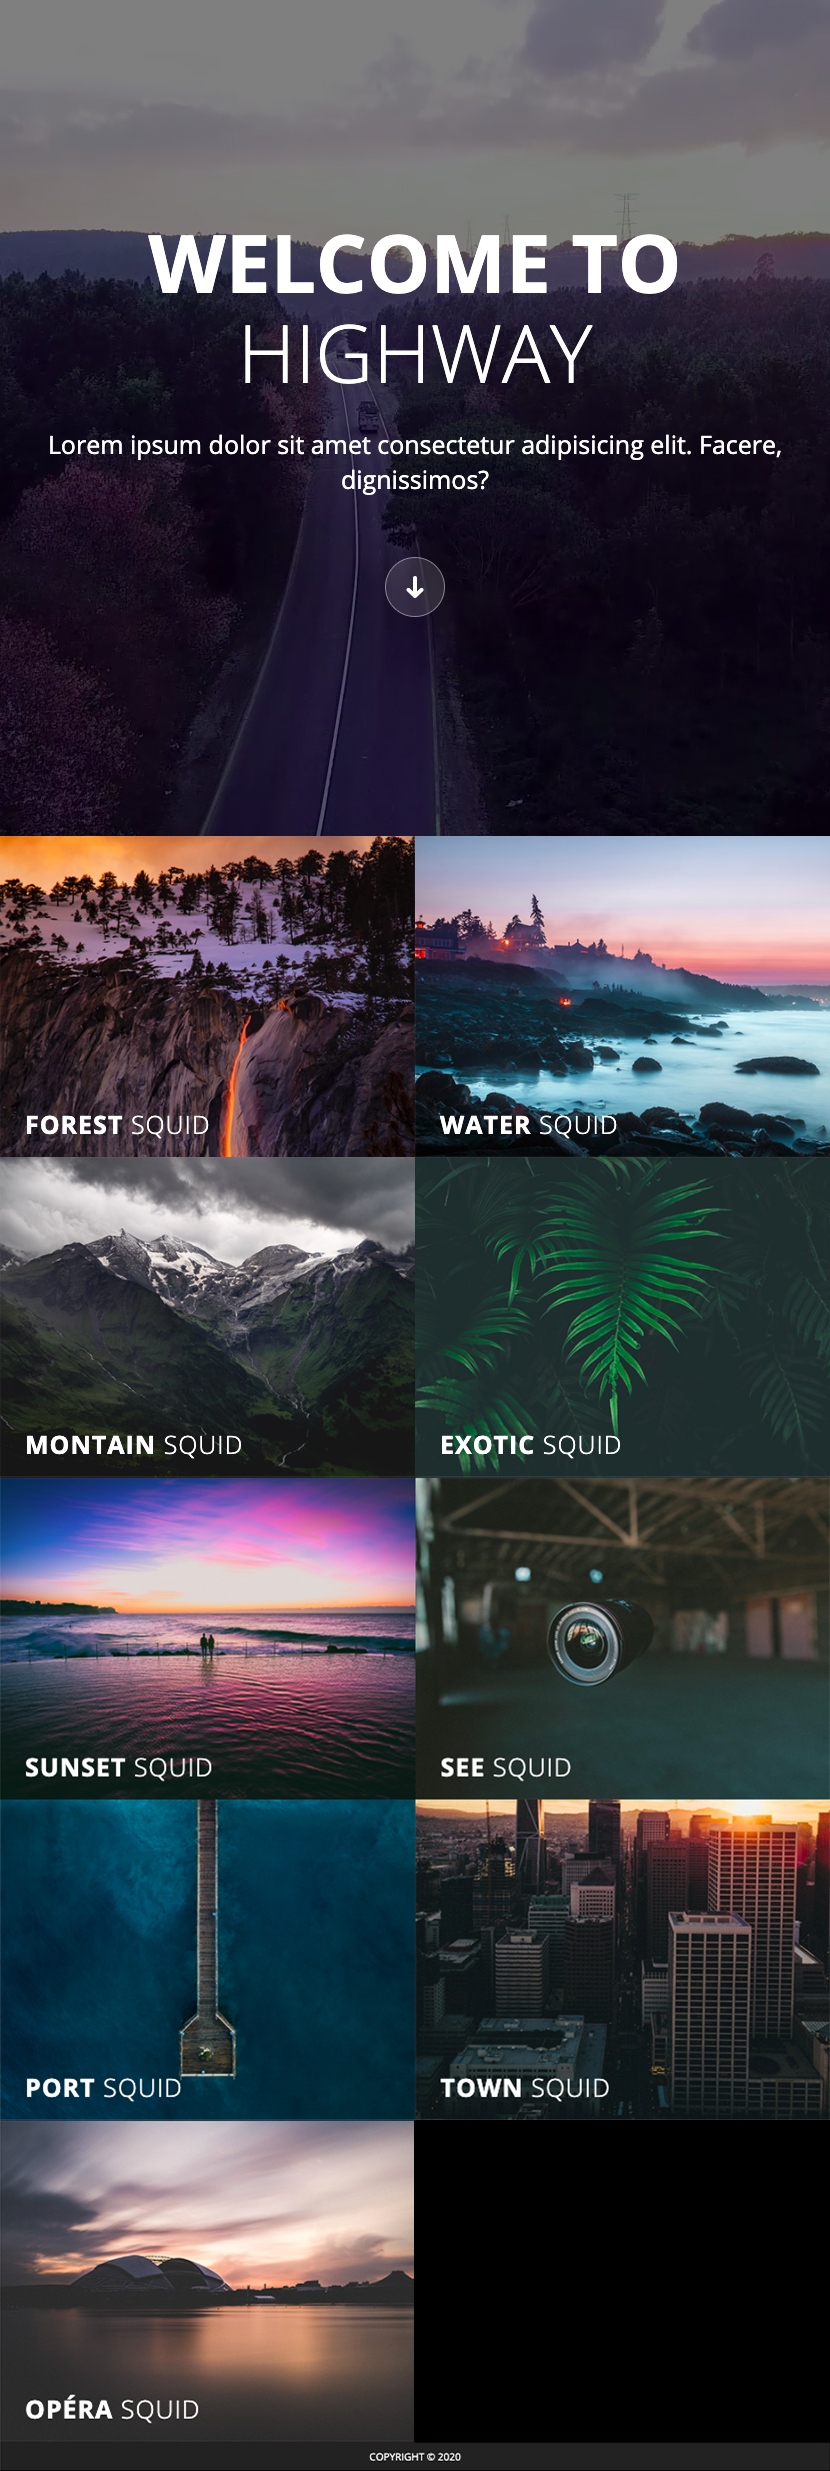 WELCOME TO
HIGHWAY
Lorem ipsum dolor sit amet consectetur adipisicing elit. Facere,
dignissimos?
FOREST SQUID
WATER SQUID
MONTAIN SQUID
EXOTIC SQUID
SUNSET SQUID
SEE SQUID
PORT SQUID
TOWN SQUID
OPÉRA SQUID
COPYRIGHT © 2020